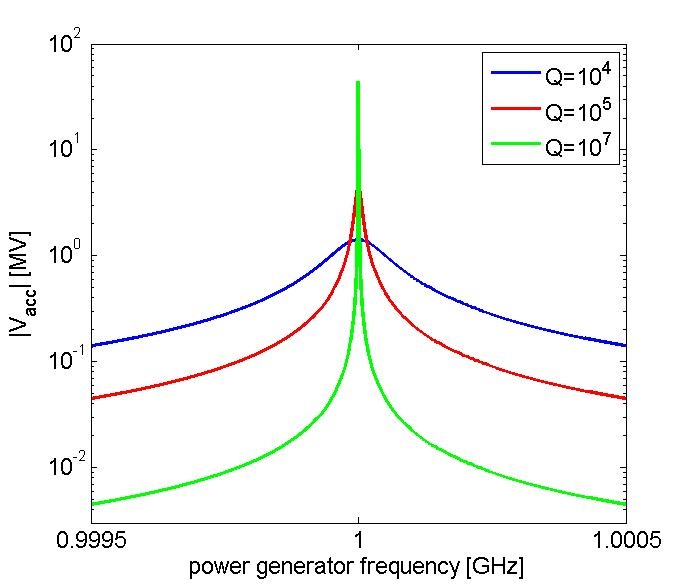 10^2
Q=10^4
Q=10^5
Q=10^7
10^1
10^0
10^-1
10^-2
|V_acc| [MV]
0.9995 1 1.0005
power generator frequency [GHz]